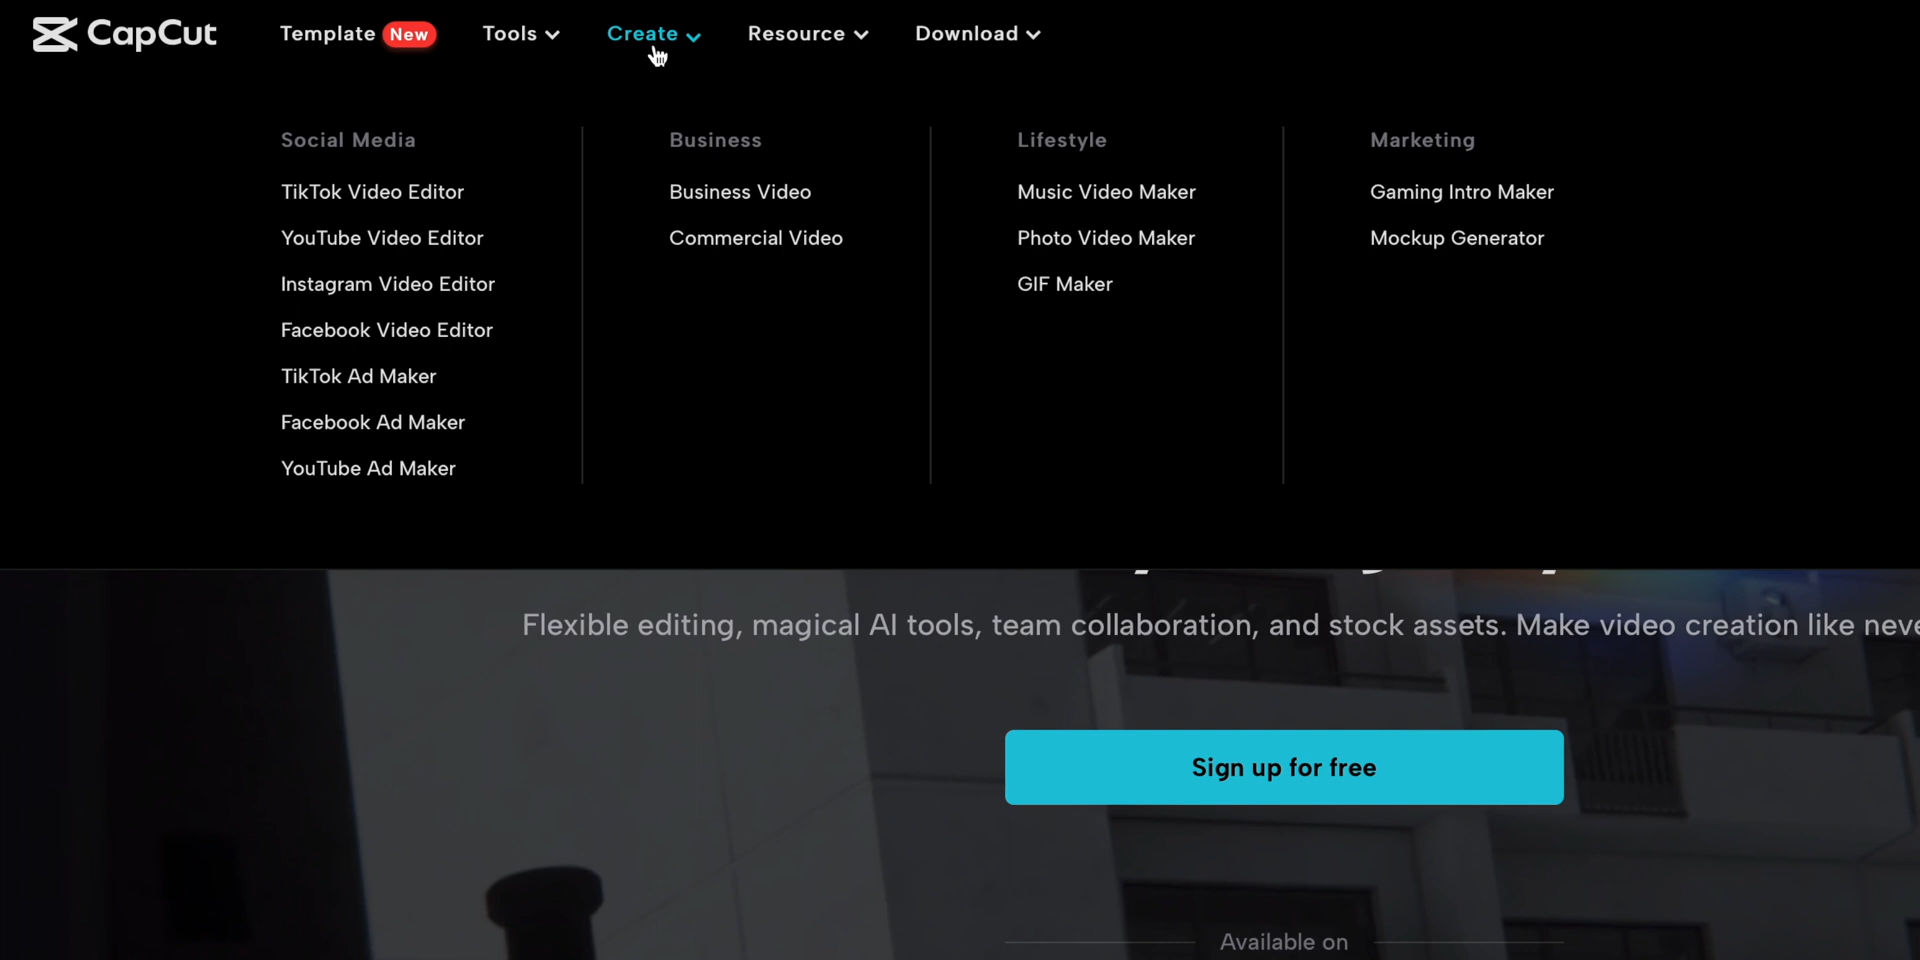 CapCut
Template New Tools Create Resource Download
Social Media
TikTok Video Editor
YouTube Video Editor
Instagram Video Editor
Facebook Video Editor
TikTok Ad Maker
Facebook Ad Maker
YouTube Ad Maker
Business
Business Video
Commercial Video
Lifestyle
Music Video Maker
Photo Video Maker
GIF Maker
Marketing
Gaming Intro Maker
Mockup Generator
Flexible editing, magical AI tools, team collaboration, and stock assets. Make video creation like neve
Sign up for free
Available on